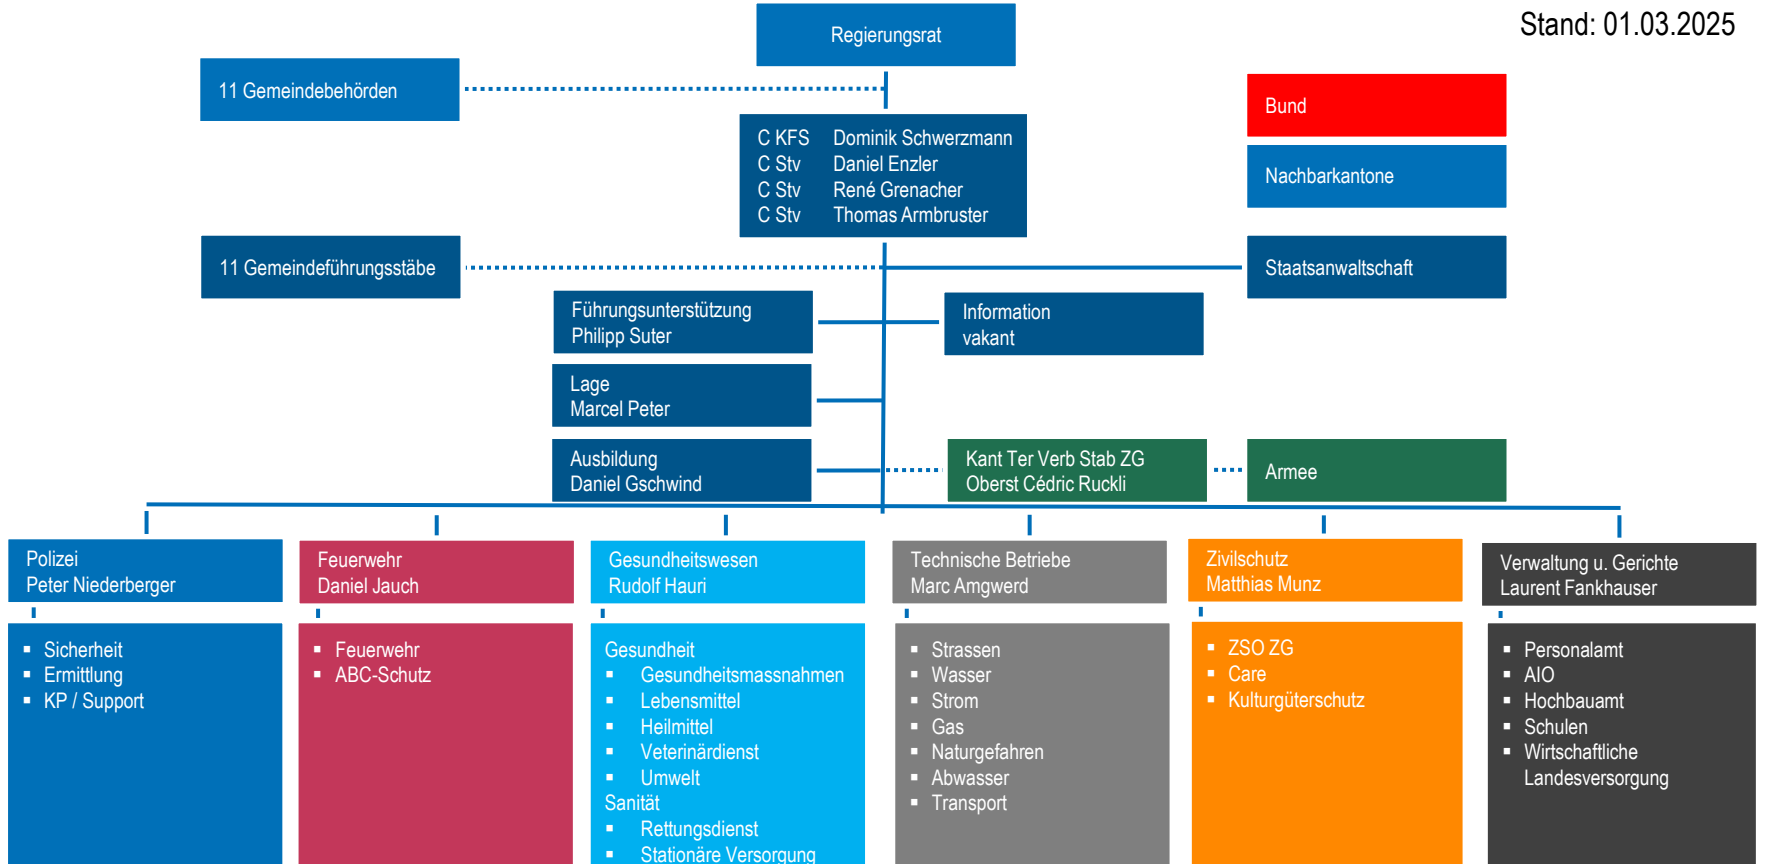 Stand: 01.03.2025
Regierungsrat
11 Gemeindebehörden
Bund
C KFS Dominik Schwerzmann
C Stv Daniel Enzler
C Stv René Grenacher
C Stv Thomas Armbruster
Nachbarkantone
11 Gemeindeführungsstäbe
Staatsanwaltschaft
Führungsunterstützung
Philipp Suter
Information
vakant
Lage
Marcel Peter
Ausbildung
Daniel Gschwind
Kant Ter Verb Stab ZG
Oberst Cédric Ruckli
Armee
Polizei
Peter Niederberger
Feuerwehr
Daniel Jauch
Gesundheitswesen
Rudolf Hauri
Technische Betriebe
Marc Amgwerd
Zivilschutz
Matthias Munz
Verwaltung u. Gerichte
Laurent Fankhauser
▪ Sicherheit
▪ Ermittlung
▪ KP / Support
▪ Feuerwehr
▪ ABC-Schutz
Gesundheit
▪ Gesundheitsmassnahmen
▪ Lebensmittel
▪ Heilmittel
▪ Veterinärdienst
▪ Umwelt
Sanität
▪ Rettungsdienst
▪ Stationäre Versorgung
▪ Strassen
▪ Wasser
▪ Strom
▪ Gas
▪ Naturgefahren
▪ Abwasser
▪ Transport
▪ ZSO ZG
▪ Care
▪ Kulturgüterschutz
▪ Personalamt
▪ AIO
▪ Hochbauamt
▪ Schulen
▪ Wirtschaftliche
Landesversorgung